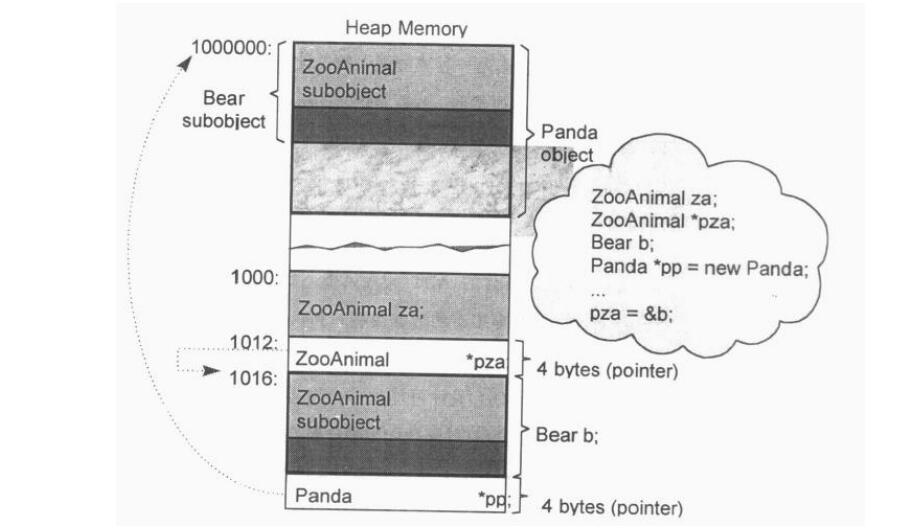 Heap Memory
1000000:
ZooAnimal
subobject
Bear
subobject
Panda
object
ZooAnimal za;
ZooAnimal *pza;
Bear b;
Panda *pp = new Panda;
...
pza = &b;
1000:
ZooAnimal za;
1012:
ZooAnimal *pza
4 bytes (pointer)
1016:
ZooAnimal
subobject
Bear b;
Panda *pp;
4 bytes (pointer)